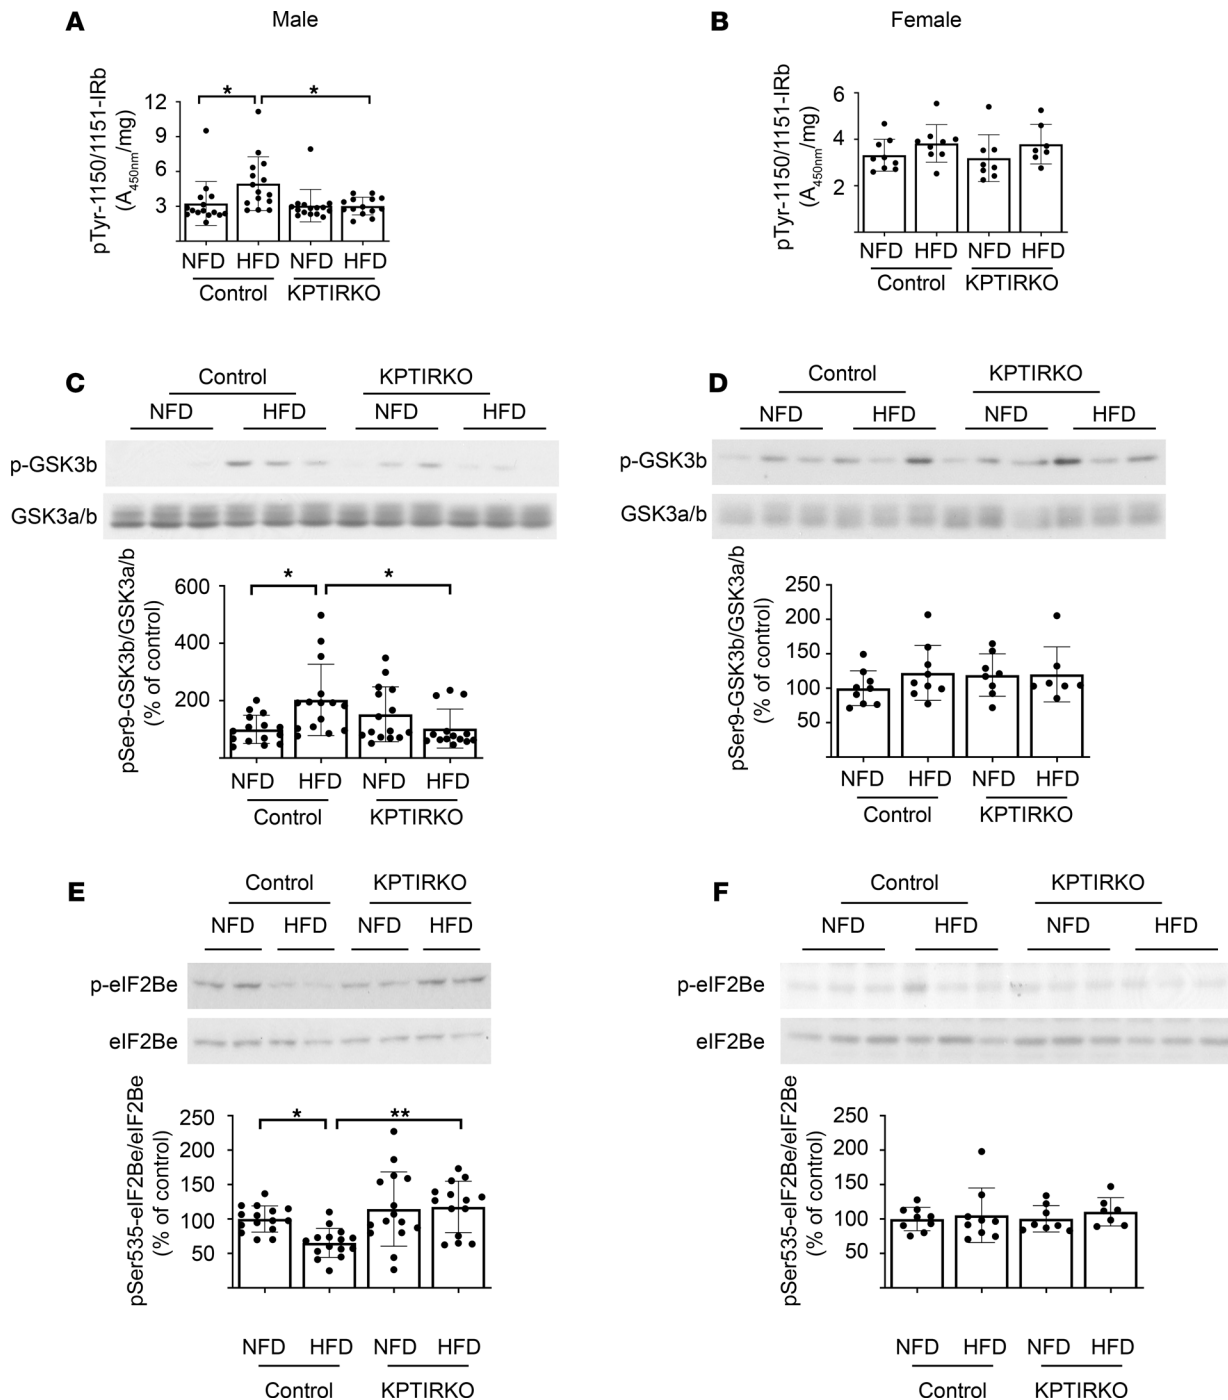 A
Male
pTyr-1150/1151-IRb
(A450nm/mg)
12
9
6
3
*
*
NFD HFD NFD HFD
Control KPTIRKO
B
Female
pTyr-1150/1151-IRb
(A450nm/mg)
6
4
2
NFD HFD NFD HFD
Control KPTIRKO
C
Control KPTIRKO
NFD HFD NFD HFD
p-GSK3b
GSK3a/b
pSer9-GSK3b/GSK3a/b
(% of control)
600
400
200
*
*
NFD HFD NFD HFD
Control KPTIRKO
D
Control KPTIRKO
NFD HFD NFD HFD
p-GSK3b
GSK3a/b
pSer9-GSK3b/GSK3a/b
(% of control)
250
200
150
100
50
NFD HFD NFD HFD
Control KPTIRKO
E
Control KPTIRKO
NFD HFD NFD HFD
p-eIF2Be
eIF2Be
pSer535-eIF2Be/eIF2Be
(% of control)
250
200
150
100
50
*
**
NFD HFD NFD HFD
Control KPTIRKO
F
Control KPTIRKO
NFD HFD NFD HFD
p-eIF2Be
eIF2Be
pSer535-eIF2Be/eIF2Be
(% of control)
250
200
150
100
50
NFD HFD NFD HFD
Control KPTIRKO